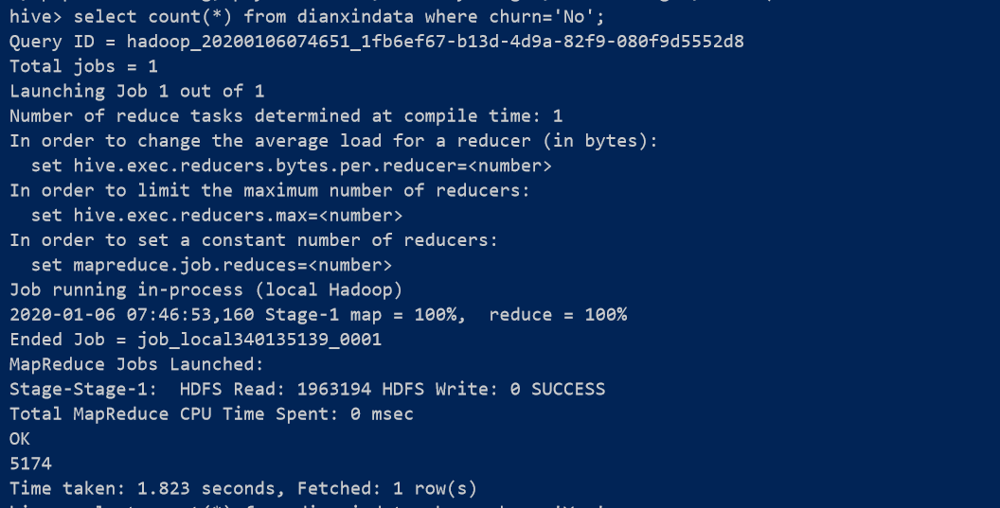 hive> select count(*) from dianxindata where churn='No';
Query ID = hadoop_20200106074651_1fb6ef67-b13d-4d9a-82f9-080f9d5552d8
Total jobs = 1
Launching Job 1 out of 1
Number of reduce tasks determined at compile time: 1
In order to change the average load for a reducer (in bytes):
  set hive.exec.reducers.bytes.per.reducer=<number>
In order to limit the maximum number of reducers:
  set hive.exec.reducers.max=<number>
In order to set a constant number of reducers:
  set mapreduce.job.reduces=<number>
Job running in-process (local Hadoop)
2020-01-06 07:46:53,160 Stage-1 map = 100%,  reduce = 100%
Ended Job = job_local340135139_0001
MapReduce Jobs Launched:
Stage-Stage-1:  HDFS Read: 1963194 HDFS Write: 0 SUCCESS
Total MapReduce CPU Time Spent: 0 msec
OK
5174
Time taken: 1.823 seconds, Fetched: 1 row(s)